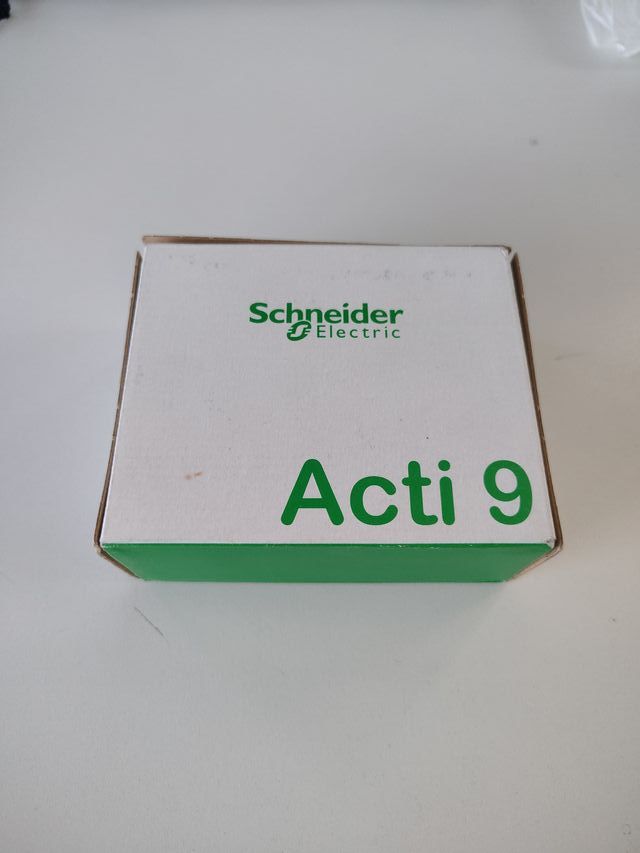 Schneider
Electric
Acti 9